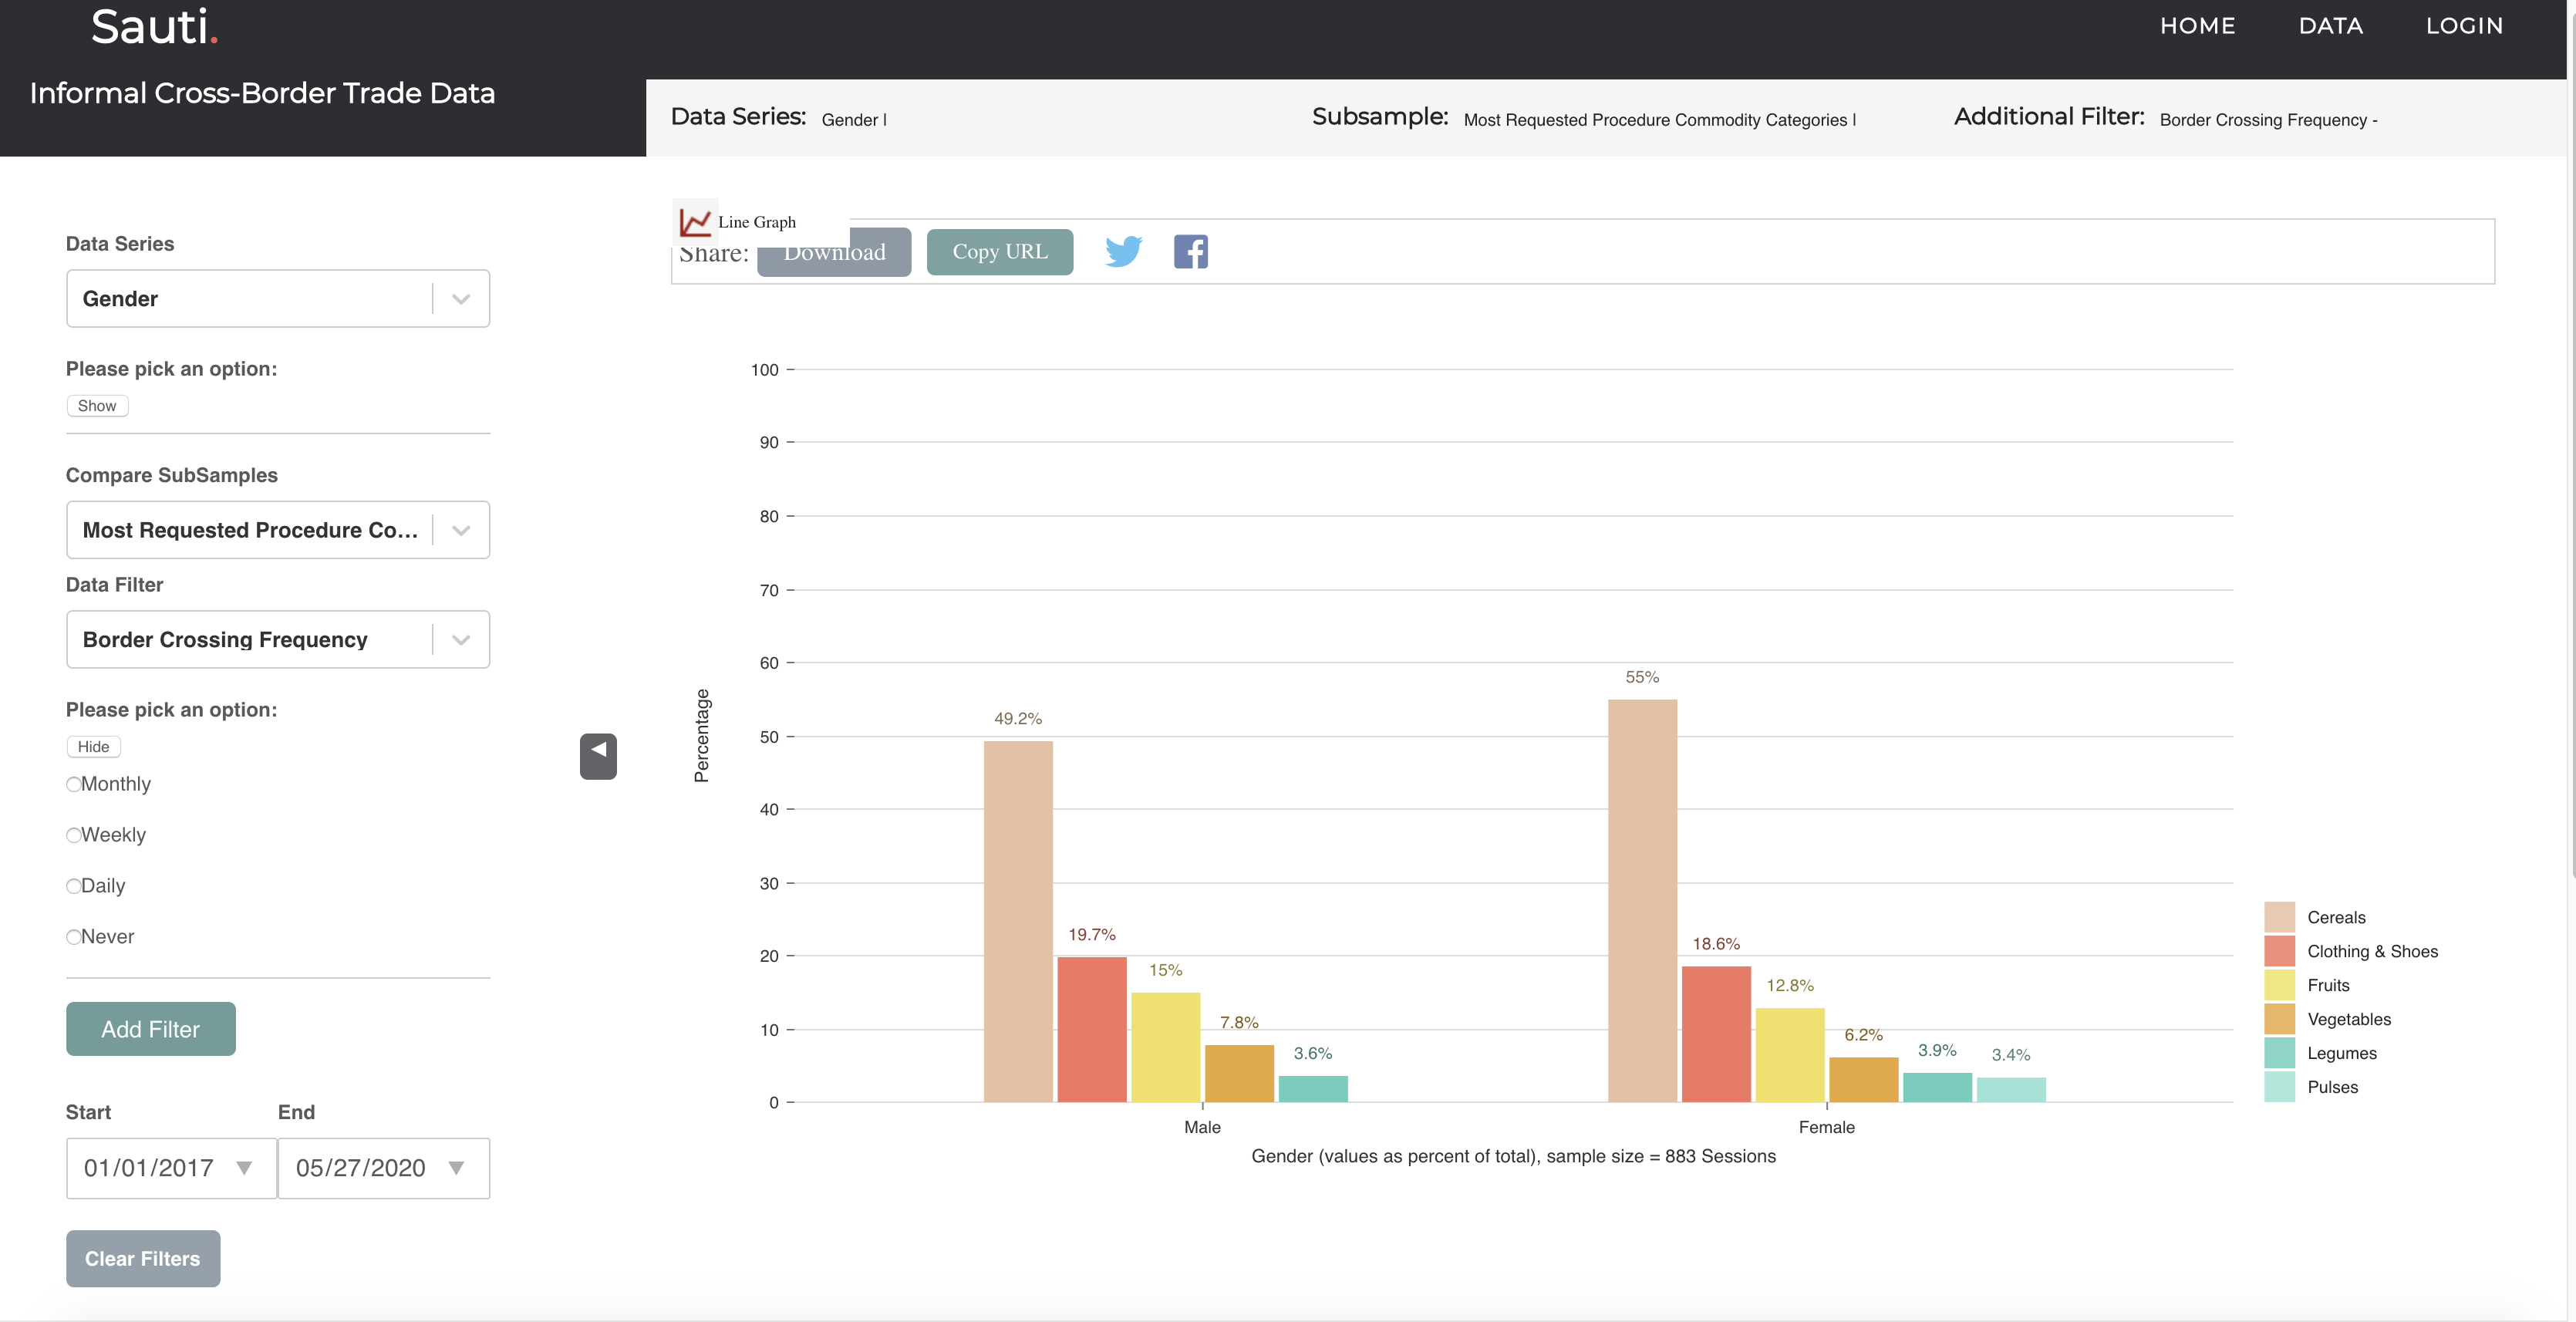 Sauti.
HOME DATA LOGIN
Informal Cross-Border Trade Data
Data Series: Gender |
Subsample: Most Requested Procedure Commodity Categories |
Additional Filter: Border Crossing Frequency -
Data Series
Gender
Please pick an option:
Show
Compare SubSamples
Most Requested Procedure Co...
Data Filter
Border Crossing Frequency
Please pick an option:
Hide
Monthly
Weekly
Daily
Never
Add Filter
Start End
01/01/2017 05/27/2020
Clear Filters
Line Graph
Share: Download Copy URL
Percentage
100
90
80
70
60
50
40
30
20
10
0
49.2%
19.7%
15%
7.8%
3.6%
55%
18.6%
12.8%
6.2%
3.9%
3.4%
Male Female
Gender (values as percent of total), sample size = 883 Sessions
Cereals
Clothing & Shoes
Fruits
Vegetables
Legumes
Pulses